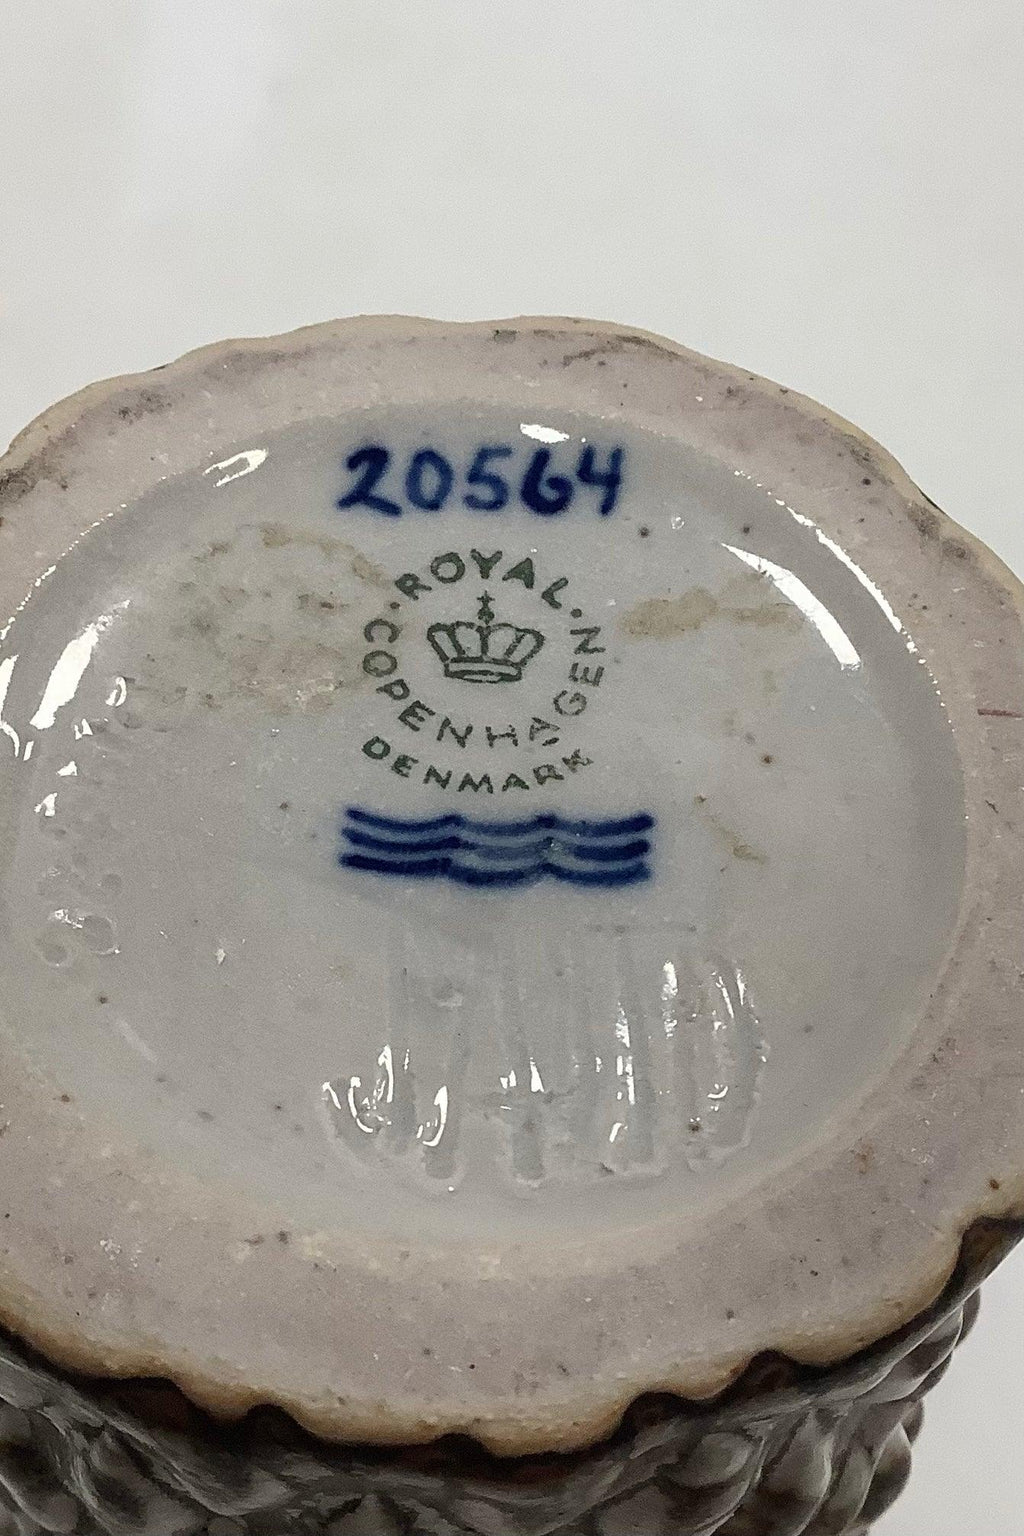 20564
ROYAL
COPENHAGEN
DENMARK